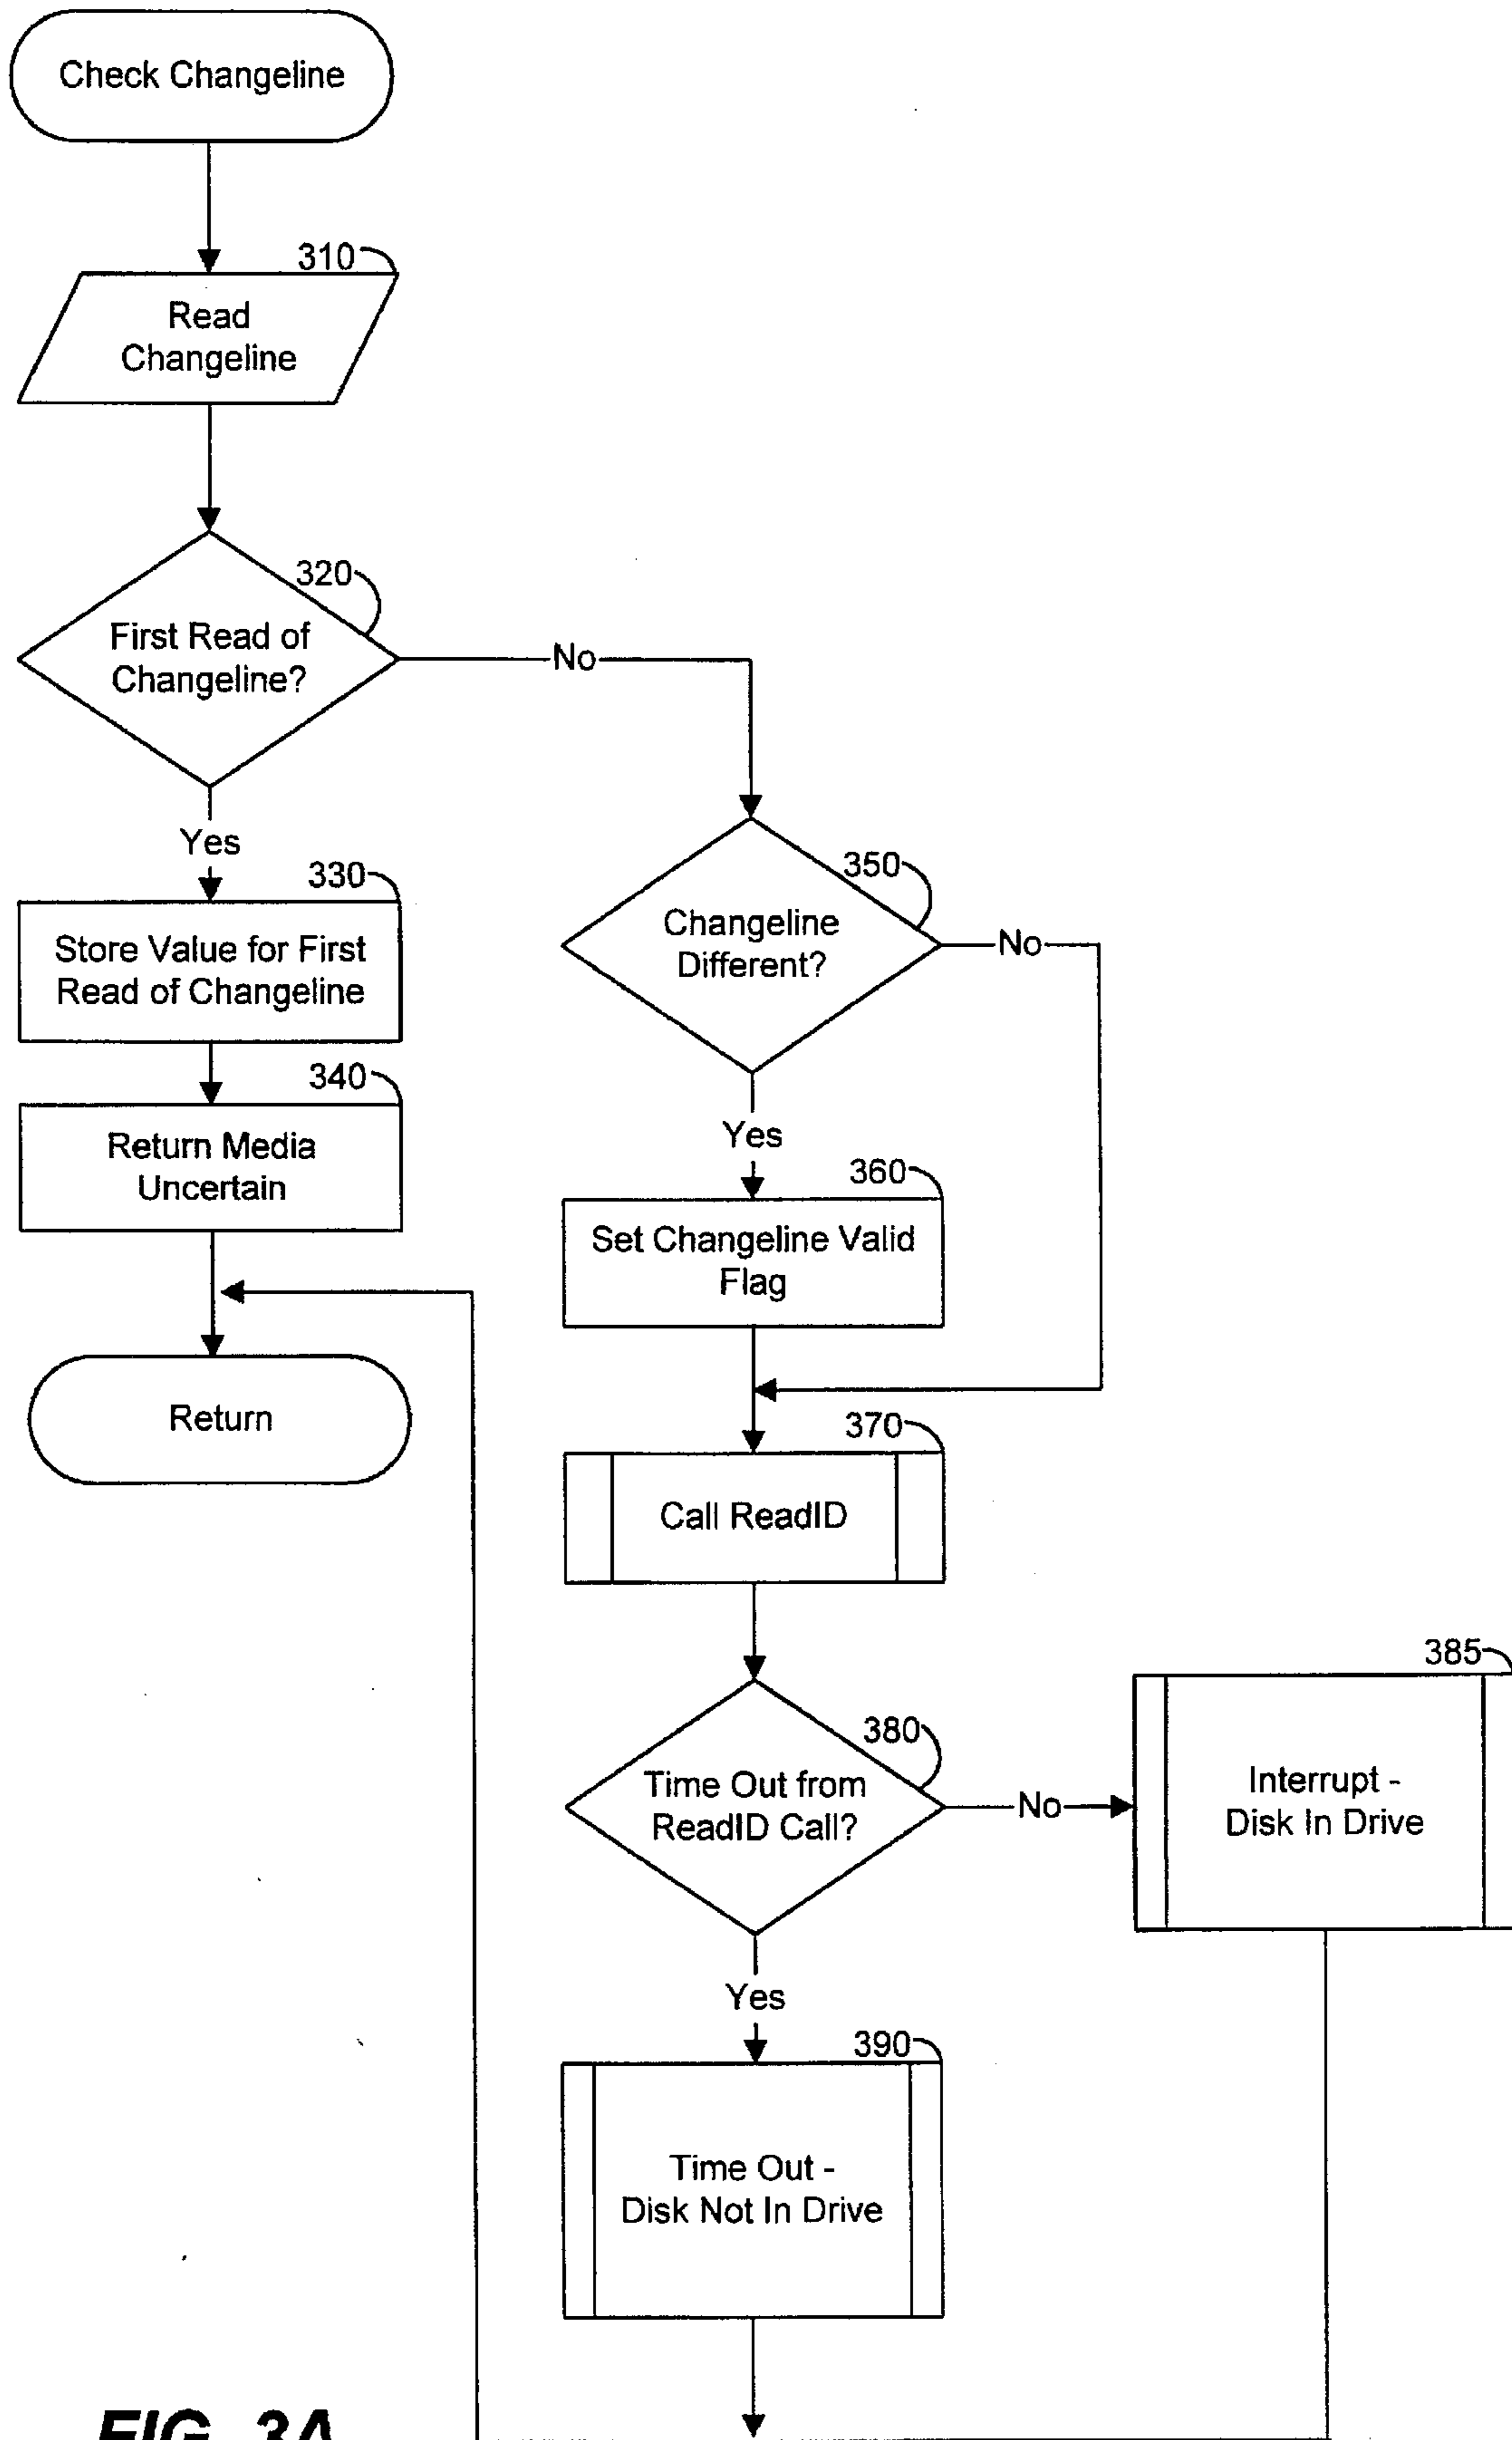 Check Changeline
310
Read
Changeline
320
First Read of
Changeline?
No
Yes
330
Store Value for First
Read of Changeline
340
Return Media
Uncertain
Return
350
Changeline
Different?
No
Yes
360
Set Changeline Valid
Flag
370
Call ReadID
380
Time Out from
ReadID Call?
No
385
Interrupt -
Disk In Drive
Yes
390
Time Out -
Disk Not In Drive
FIG. 3A